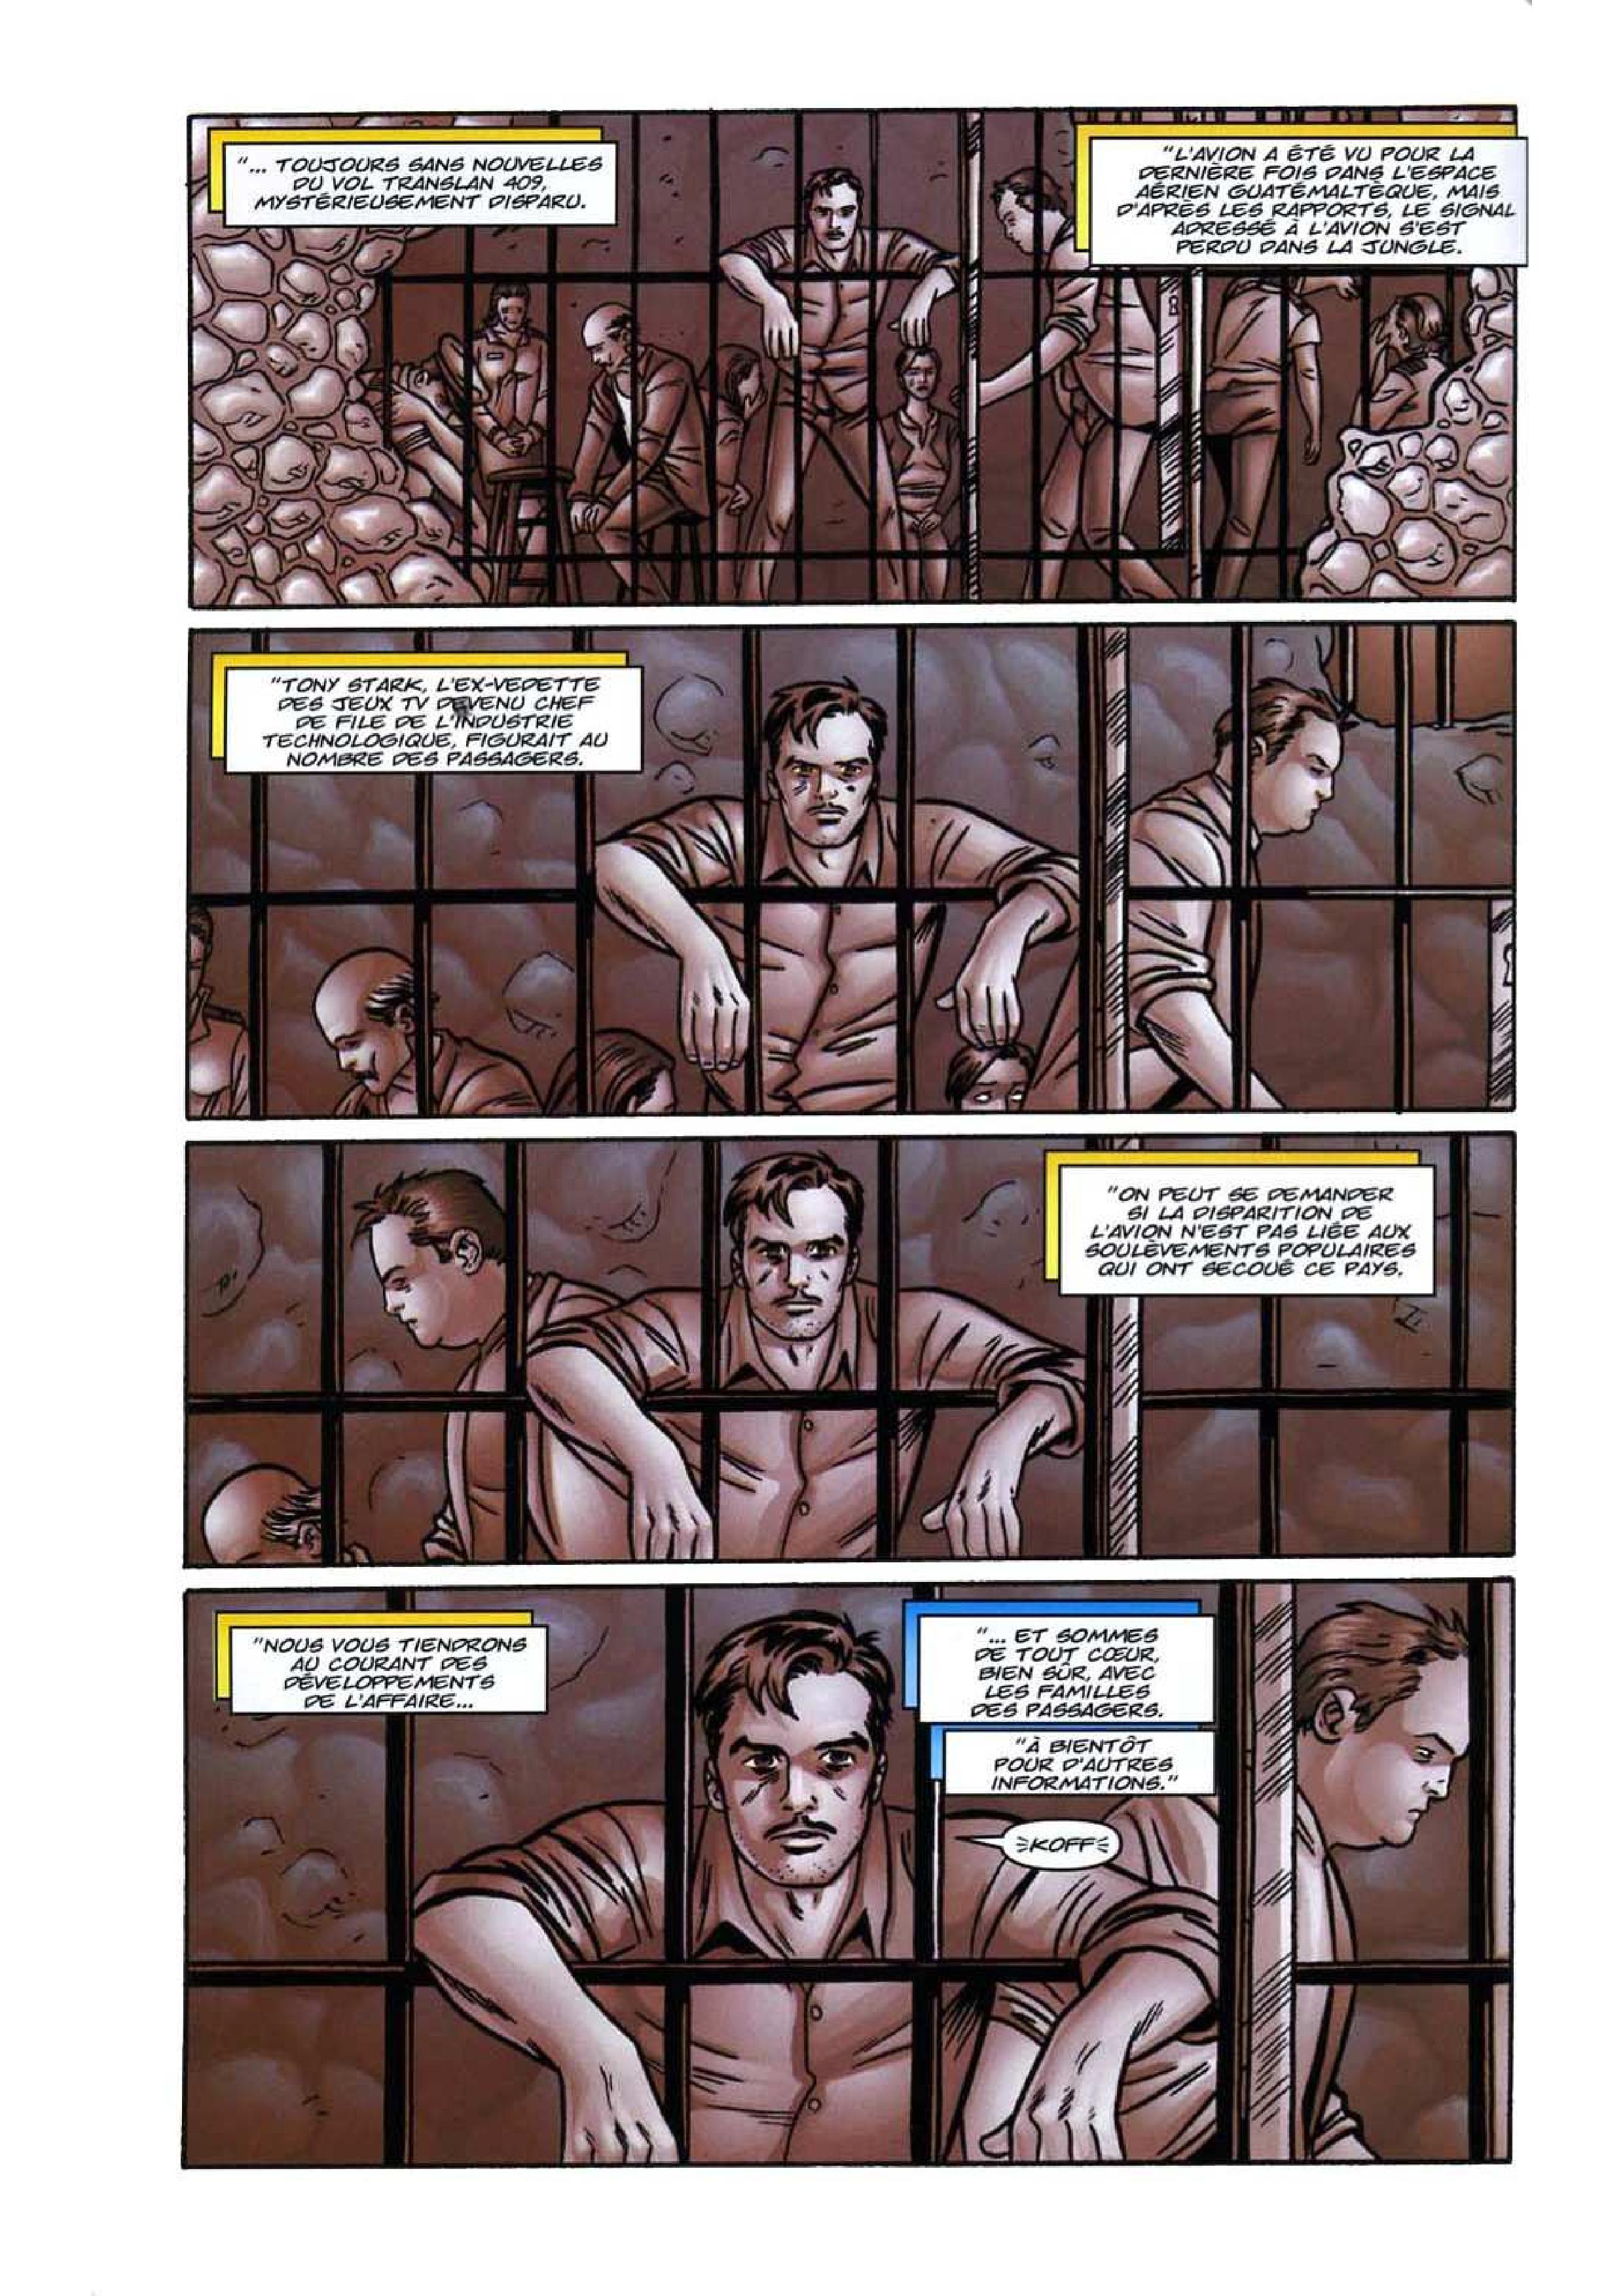 "... TOUJOURS SANS NOUVELLES
DU VOL TRANSLAN 409,
MYSTÉRIEUSEMENT DISPARU.
"L'AVION A ÉTÉ VU POUR LA
DERNIÈRE FOIS DANS L'ESPACE
AÉRIEN GUATÉMALTÈQUE, MAIS
D'APRÈS LES RAPPORTS, LE SIGNAL
ADRESSÉ À L'AVION S'EST
PERDU DANS LA JUNGLE.
"TONY STARK, L'EX-VEDETTE
DES JEUX TV DEVENU CHEF
DE FILE DE L'INDUSTRIE
TECHNOLOGIQUE, FIGURAIT AU
NOMBRE DES PASSAGERS.
"ON PEUT SE DEMANDER
SI LA DISPARITION DE
L'AVION N'EST PAS LIÉE AUX
SOULÈVEMENTS POPULAIRES
QUI ONT SECOUÉ CE PAYS.
"NOUS VOUS TIENDRONS
AU COURANT DES
DÉVELOPPEMENTS
DE L'AFFAIRE...
"... ET SOMMES
DE TOUT CŒUR,
BIEN SÛR, AVEC
LES FAMILLES
DES PASSAGERS.
"À BIENTÔT
POUR D'AUTRES
INFORMATIONS."
KOFF